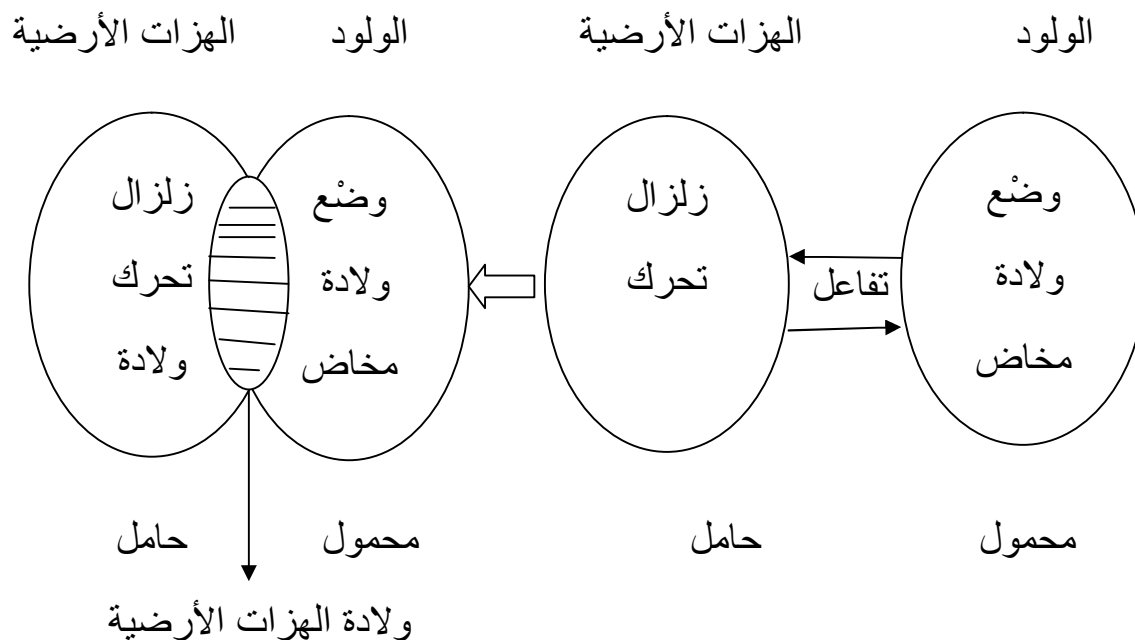 الولود الهزات الأرضية الولود الهزات الأرضية
وضْع زلزال وضْع زلزال
ولادة تفاعل تحرك ولادة تحرك
مخاض مخاض ولادة
محمول حامل محمول حامل
ولادة الهزات الأرضية